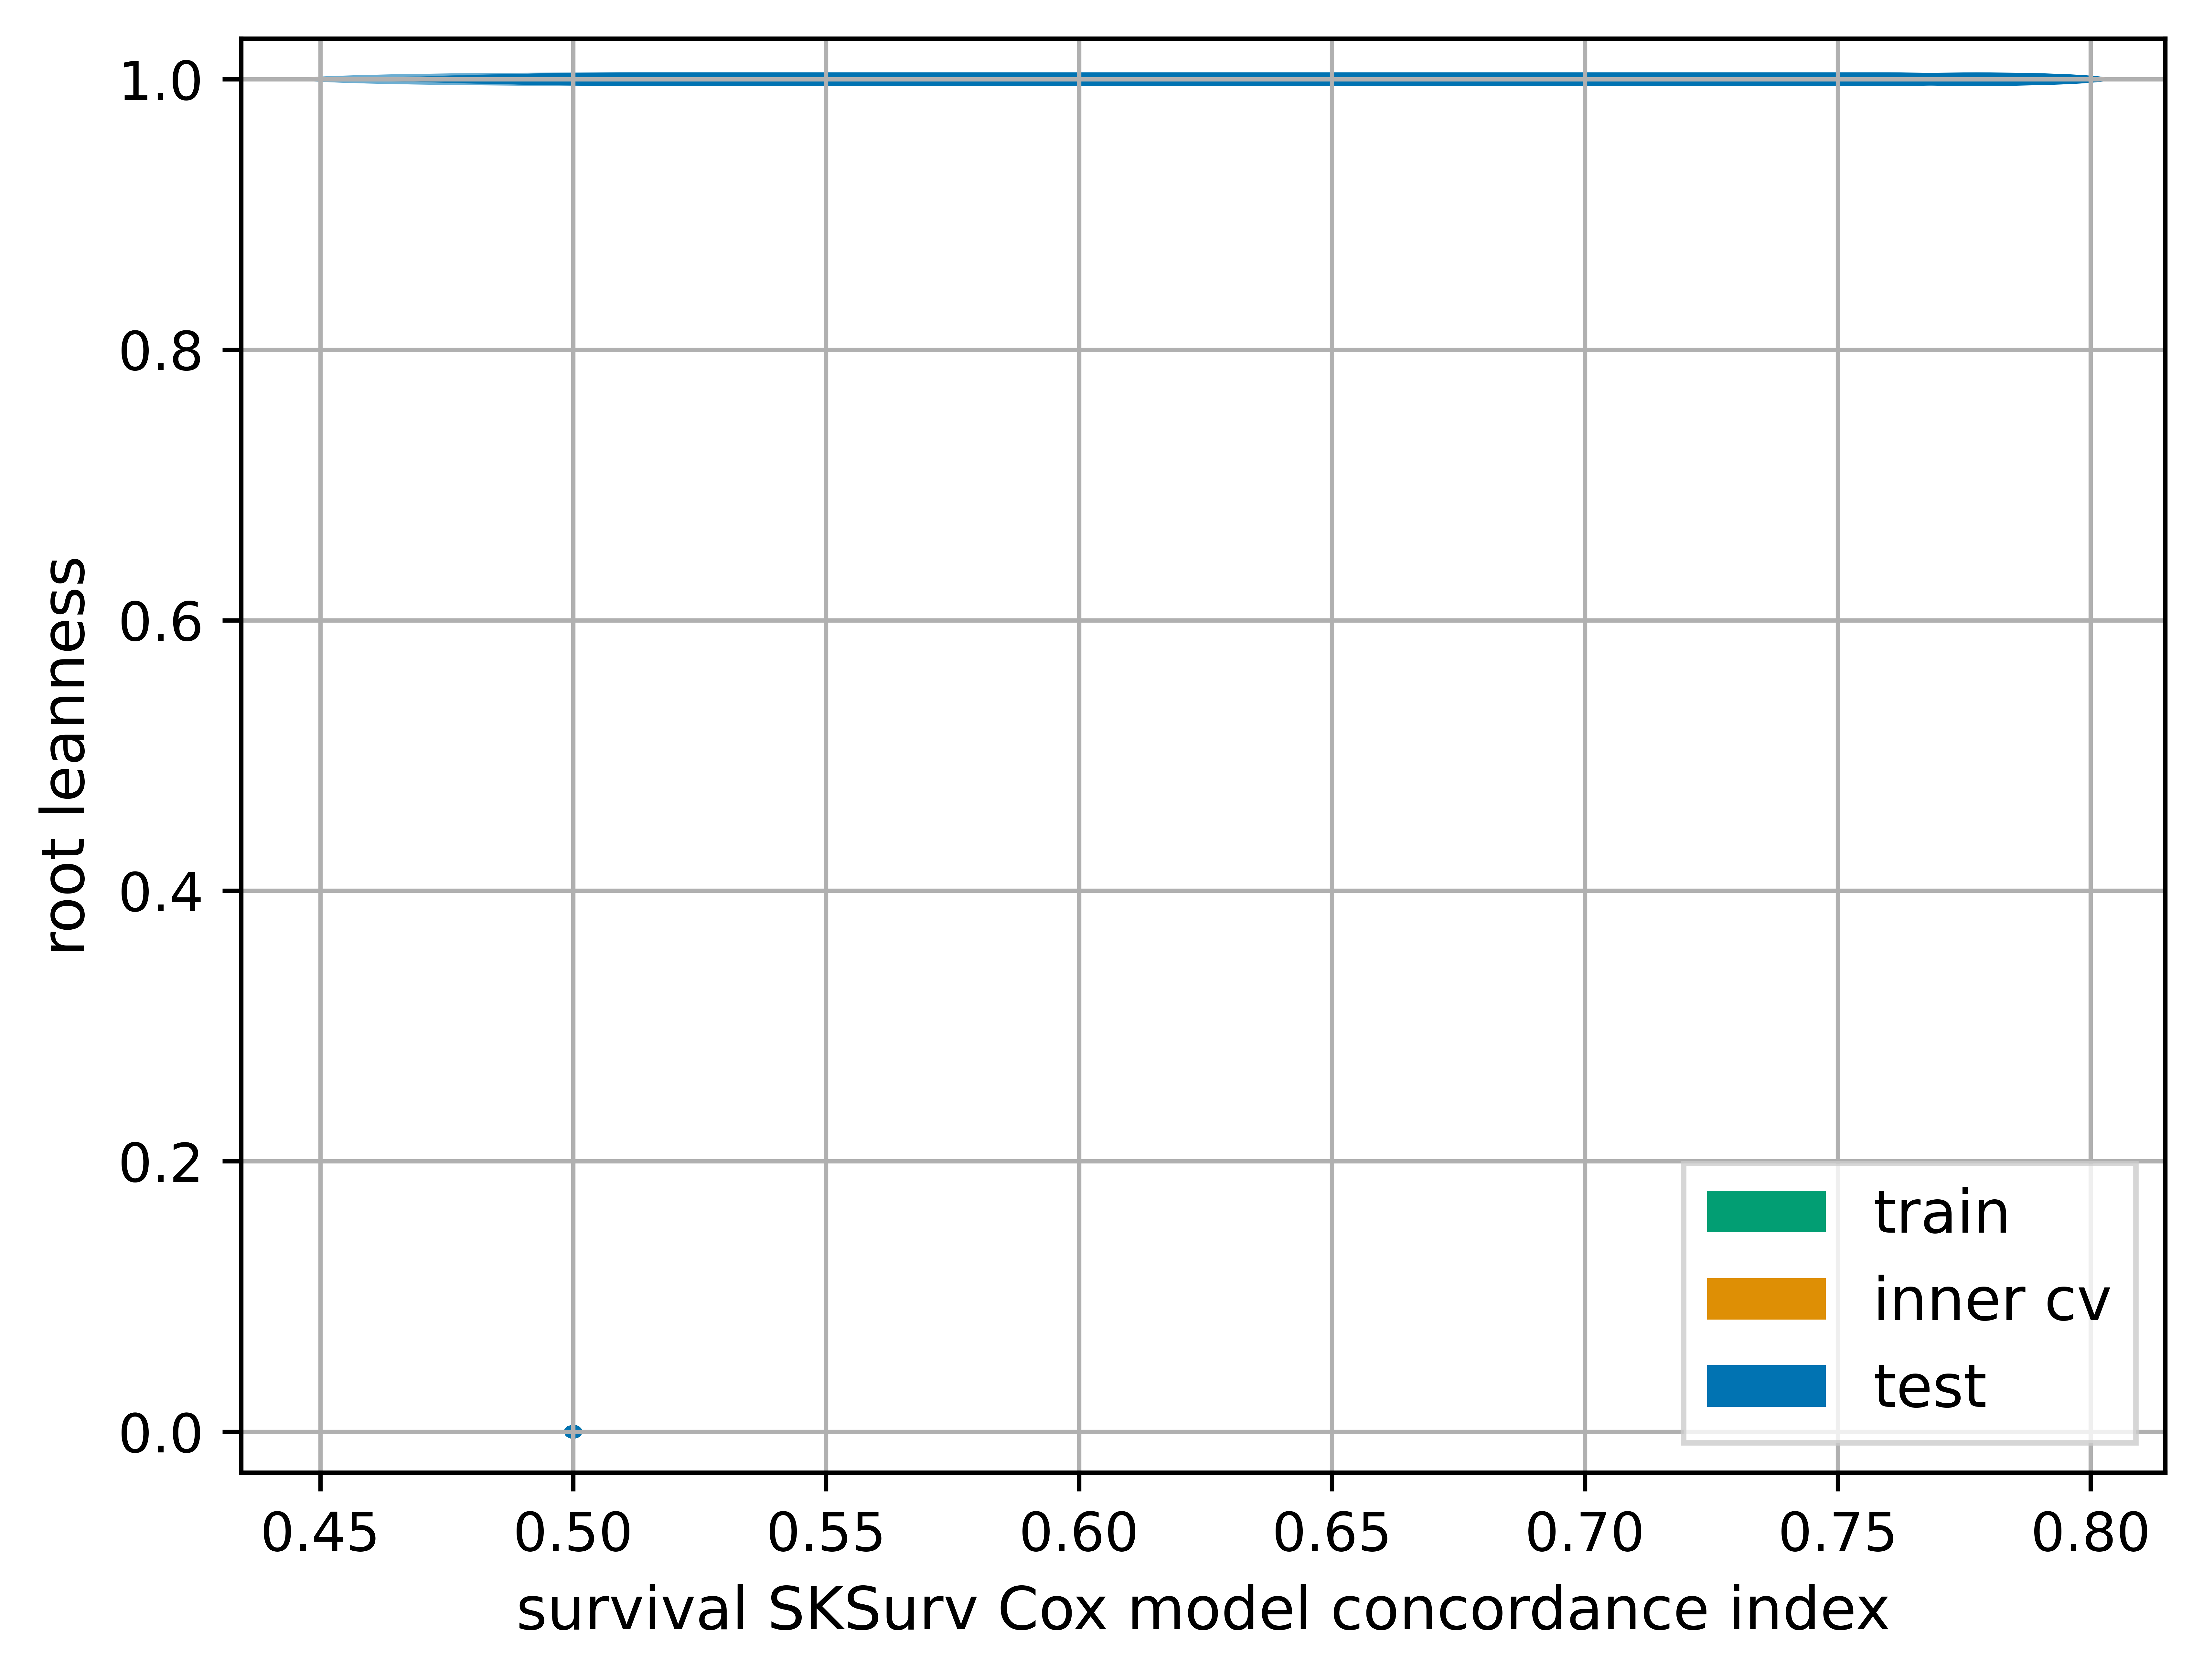 1.0
0.8
0.6
0.4
0.2
0.0
root leanness
train
inner cv
test
0.45 0.50 0.55 0.60 0.65 0.70 0.75 0.80
survival SKSurv Cox model concordance index